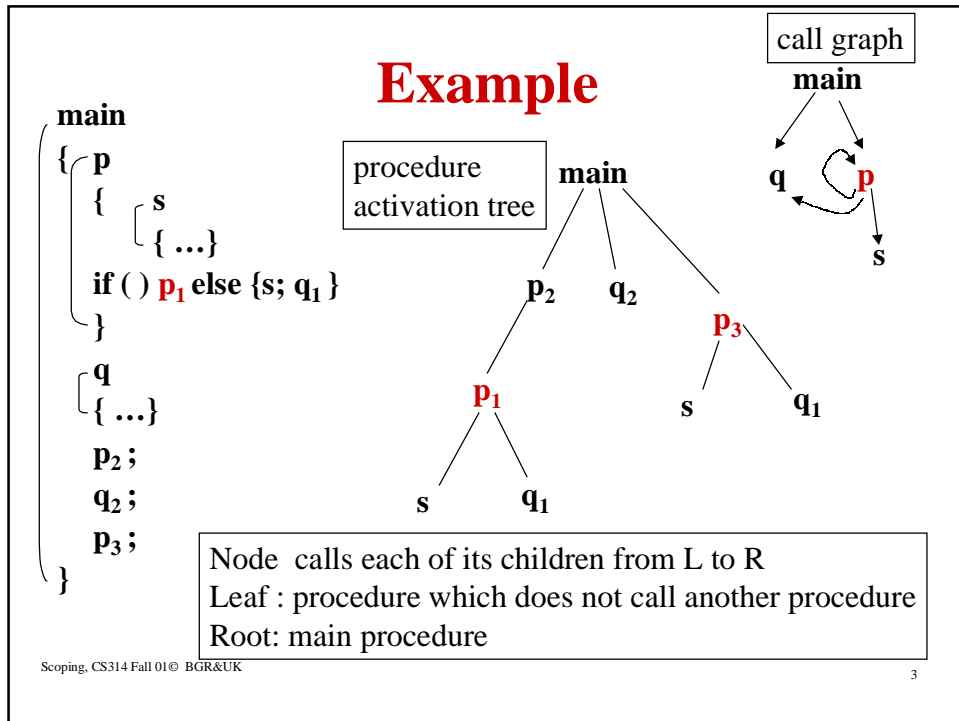 call graph
Example
main
{ p
{ s
{ …}
if ( ) p1 else {s; q1 }
}
q
{ …}
p2 ;
q2 ;
p3 ;
}
procedure
activation tree
main
p2 q2
p3
p1
s q1
s q1
main
q p
s
Node calls each of its children from L to R
Leaf : procedure which does not call another procedure
Root: main procedure
Scoping, CS314 Fall 01© BGR&UK
3